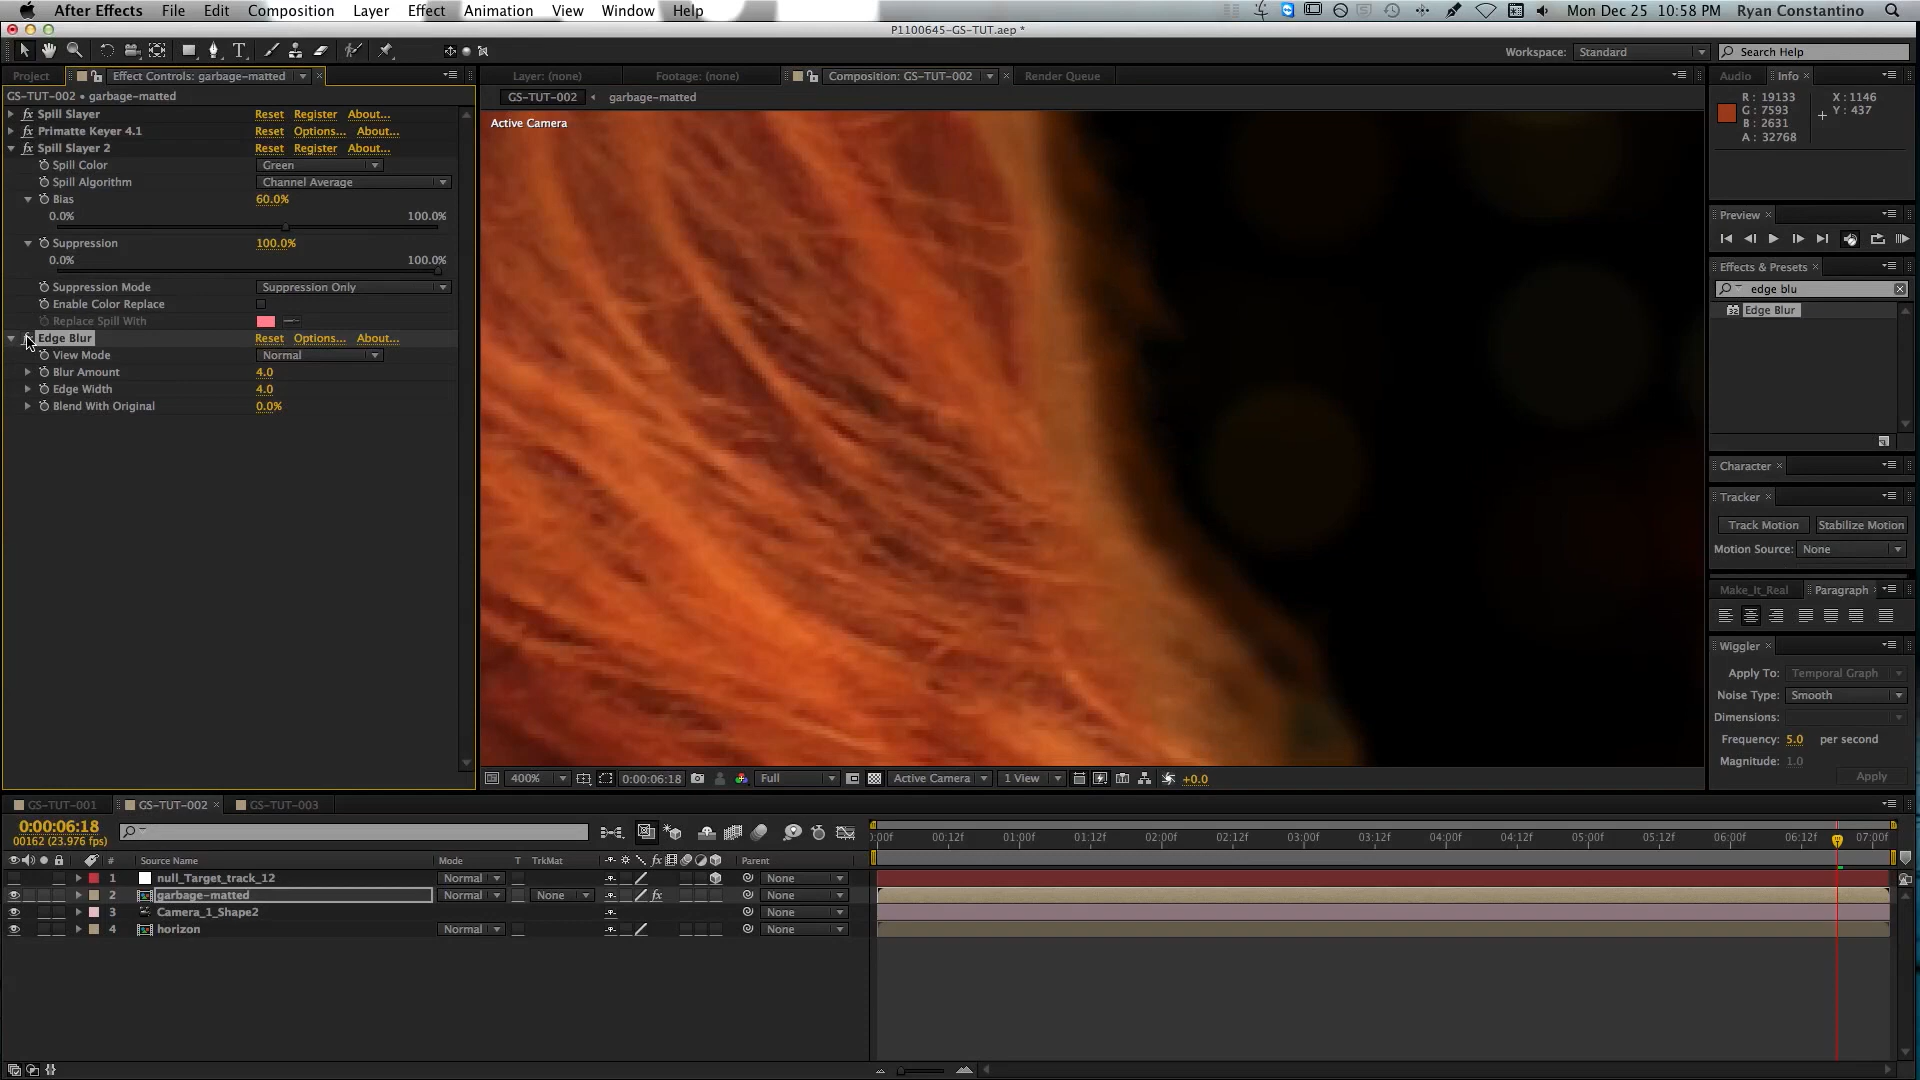 After Effects File Edit Composition Layer Effect Animation View Window Help Mon Dec 25 10:58 PM Ryan Constantino
P1100645-GS-TUT.aep *
Workspace: Standard Search Help
Project Effect Controls: garbage-matted Layer: (none) Footage: (none) Composition: GS-TUT-002 Render Queue Audio Info
GS-TUT-002 • garbage-matted
GS-TUT-002 garbage-matted
R: 19133 X: 1146
G: 7593 Y: 437
B: 2631
A: 32768
Spill Slayer Reset Register About...
Active Camera
Primatte Keyer 4.1 Reset Options... About...
Spill Slayer 2 Reset Register About...
Spill Color Green
Spill Algorithm Channel Average
Bias 60.0%
0.0% 100.0%
Suppression 100.0%
0.0% 100.0%
Suppression Mode Suppression Only
Enable Color Replace
Replace Spill With
Edge Blur Reset Options... About...
View Mode Normal
Blur Amount 4.0
Edge Width 4.0
Blend With Original 0.0%
Preview
Effects & Presets
edge blu
Edge Blur
Character
Tracker
Track Motion Stabilize Motion
Motion Source: None
Make_It_Real Paragraph
Wiggler
Apply To: Temporal Graph
Noise Type: Smooth
Dimensions:
Frequency: 5.0 per second
Magnitude: 1.0
Apply
400% 0:00:06:18 Full Active Camera 1 View +0.0
GS-TUT-001 GS-TUT-002 GS-TUT-003
0:00:06:18
00162 (23.976 fps)
):00f 00:12f 01:00f 01:12f 02:00f 02:12f 03:00f 03:12f 04:00f 04:12f 05:00f 05:12f 06:00f 06:12f 07:00f
# Source Name Mode T TrkMat fx Parent
1 null_Target_track_12 Normal None
2 garbage-matted Normal None fx None
3 Camera_1_Shape2 None
4 horizon Normal None